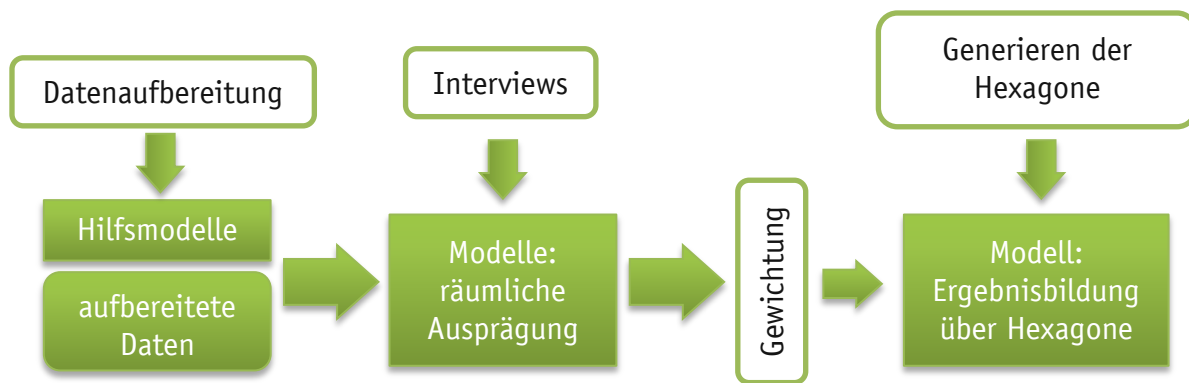 Datenaufbereitung
Interviews
Generieren der
Hexagone
Hilfsmodelle
aufbereitete
Daten
Modelle:
räumliche
Ausprägung
Gewichtung
Modell:
Ergebnisbildung
über Hexagone